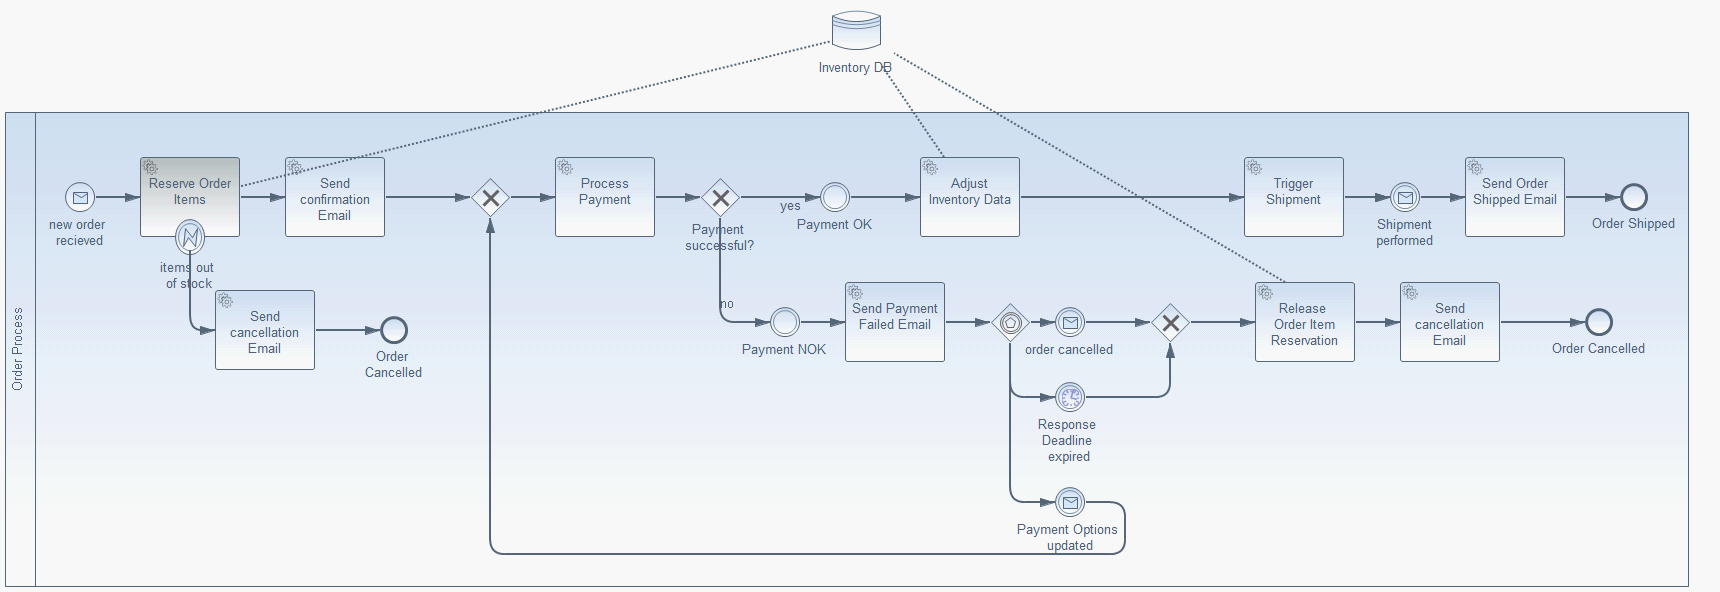 Inventory DB
Order Process
new order
recieved
Reserve Order
Items
items out
of stock
Send
confirmation
Email
Send
cancellation
Email
Order
Cancelled
Process
Payment
Payment
successful?
yes
no
Payment OK
Adjust
Inventory Data
Trigger
Shipment
Shipment
performed
Send Order
Shipped Email
Order Shipped
Payment NOK
Send Payment
Failed Email
order cancelled
Response
Deadline
expired
Payment Options
updated
Release
Order Item
Reservation
Send
cancellation
Email
Order Cancelled